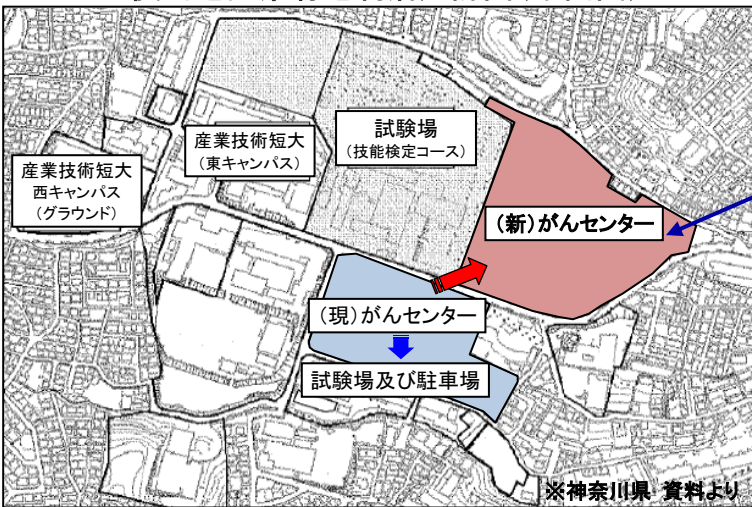 産業技術短大
(東キャンパス)
試験場
(技能検定コース)
産業技術短大
西キャンパス
(グラウンド)
(新)がんセンター
(現)がんセンター
試験場及び駐車場
※神奈川県 資料より